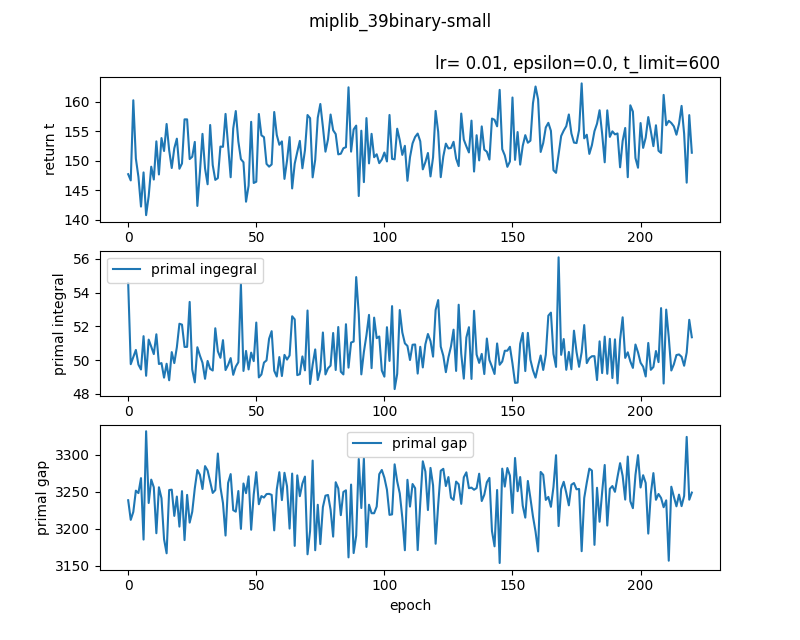 miplib_39binary-small
lr= 0.01, epsilon=0.0, t_limit=600
return t
160
155
150
145
140
0 50 100 150 200
primal integral
56
54
52
50
48
primal ingegral
0 50 100 150 200
primal gap
3300
3250
3200
3150
primal gap
0 50 100 150 200
epoch